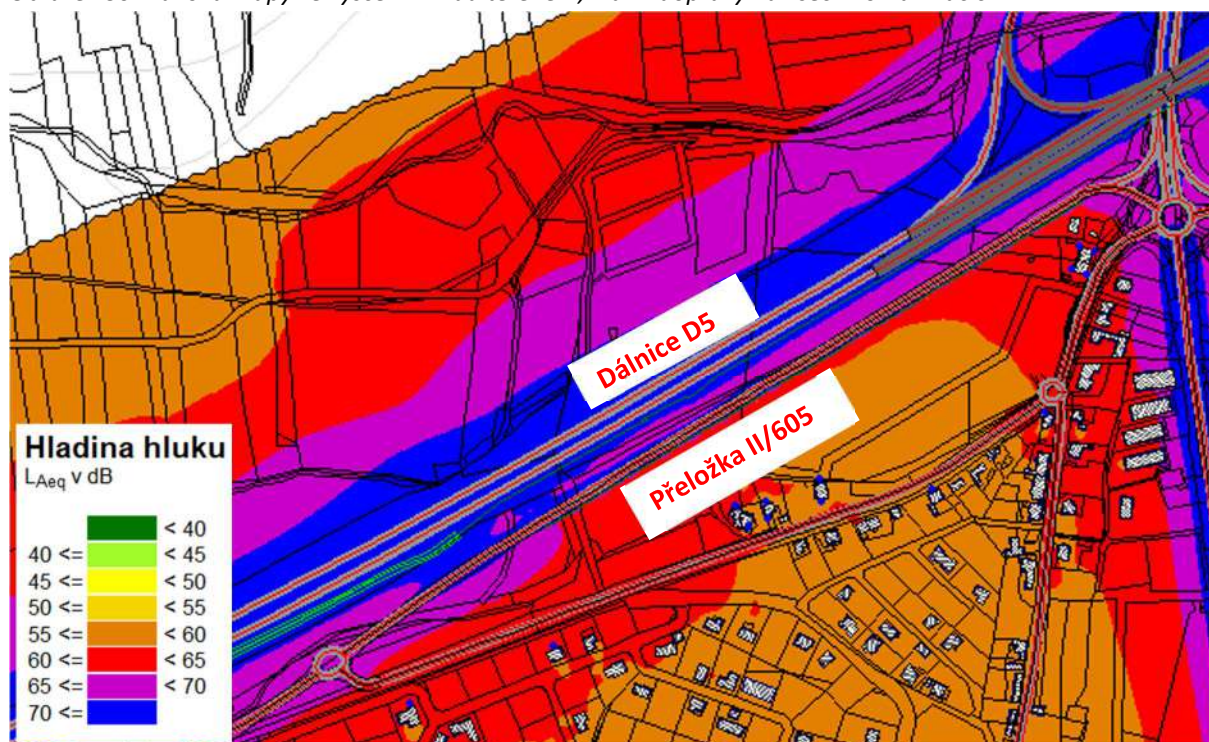 Dálnice D5
Přeložka II/605
Hladina hluku
LAeq v dB
< 40
40 <= < 45
45 <= < 50
50 <= < 55
55 <= < 60
60 <= < 65
65 <= < 70
70 <=